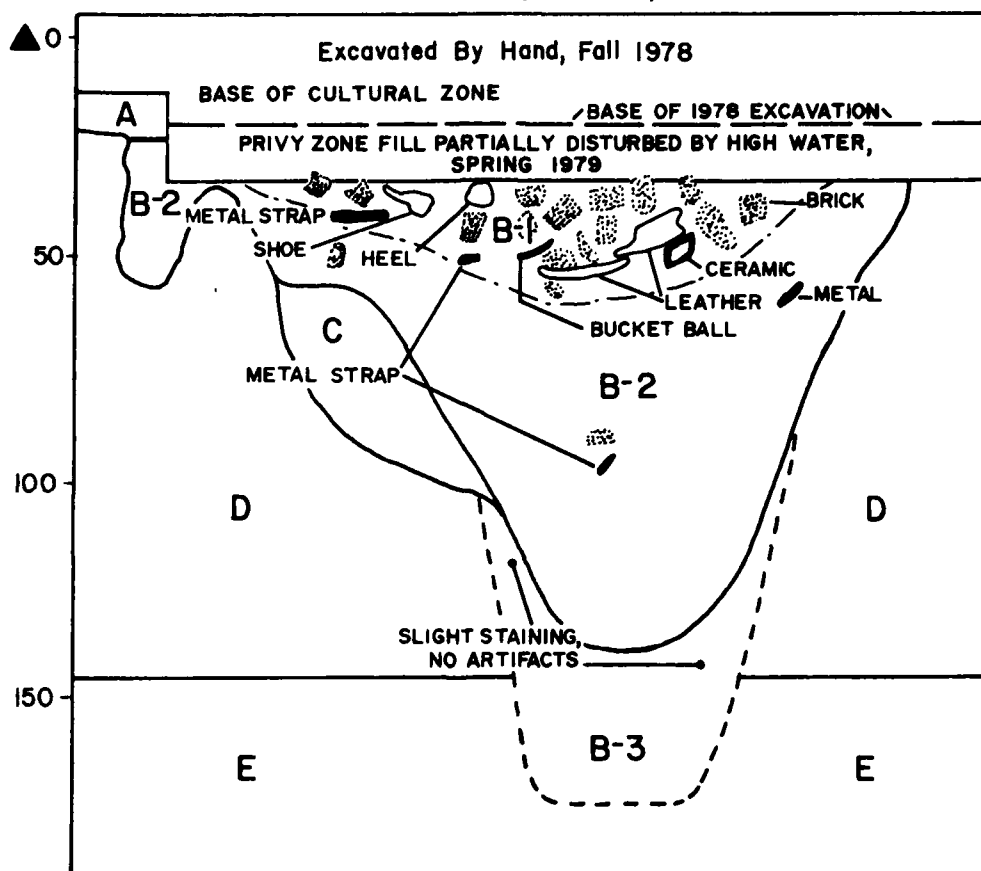 0
Excavated By Hand, Fall 1978
BASE OF CULTURAL ZONE
A
BASE OF 1978 EXCAVATION
PRIVY ZONE FILL PARTIALLY DISTURBED BY HIGH WATER,
SPRING 1979
B-2
METAL STRAP
B-1
BRICK
SHOE
HEEL
50
CERAMIC
LEATHER
METAL
BUCKET BALL
C
METAL STRAP
B-2
100
D
D
SLIGHT STAINING,
NO ARTIFACTS
150
B-3
E
E